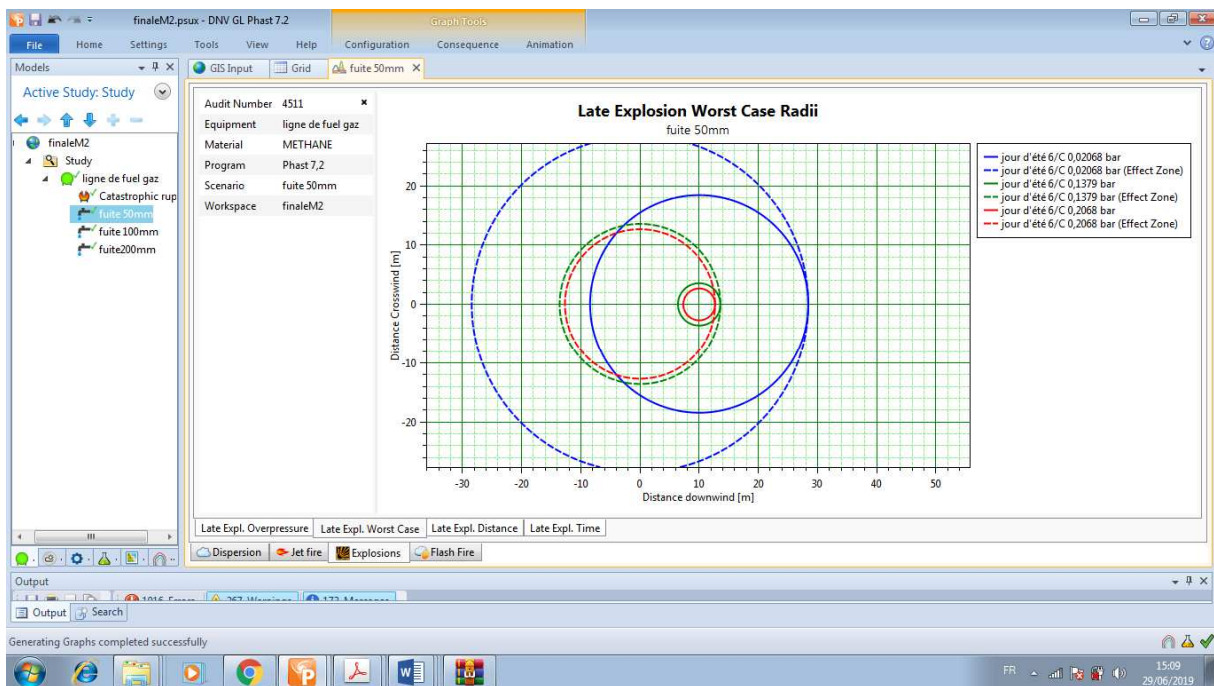 finaleM2.psux - DNV GL Phast 7.2
Graph Tools
File Home Settings Tools View Help Configuration Consequence Animation
Models
GIS Input Grid fuite 50mm
Active Study: Study
finaleM2
Study
ligne de fuel gaz
Catastrophic rup
fuite 50mm
fuite 100mm
fuite200mm
Audit Number 4511
Equipment ligne de fuel gaz
Material METHANE
Program Phast 7,2
Scenario fuite 50mm
Workspace finaleM2
Late Explosion Worst Case Radii
fuite 50mm
Distance Crosswind [m]
20
10
0
-10
-20
-30 -20 -10 0 10 20 30 40 50
Distance downwind [m]
jour d'été 6/C 0,02068 bar
jour d'été 6/C 0,02068 bar (Effect Zone)
jour d'été 6/C 0,1379 bar
jour d'été 6/C 0,1379 bar (Effect Zone)
jour d'été 6/C 0,2068 bar
jour d'été 6/C 0,2068 bar (Effect Zone)
Late Expl. Overpressure Late Expl. Worst Case Late Expl. Distance Late Expl. Time
Dispersion Jet fire Explosions Flash Fire
Output
Output Search
Generating Graphs completed successfully
FR
15:09
29/06/2019